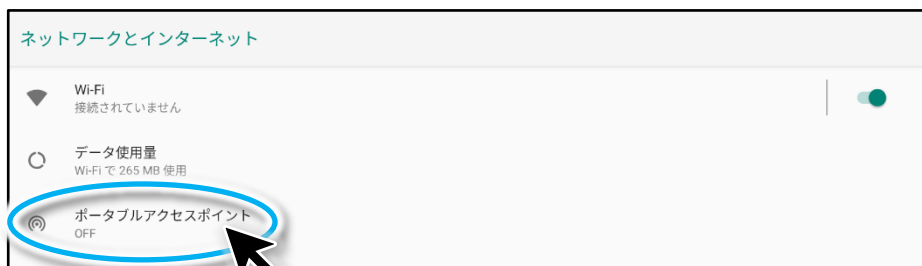 ネットワークとインターネット
Wi-Fi
接続されていません
データ使用量
Wi-Fi で 265 MB 使用
ポータブルアクセスポイント
OFF